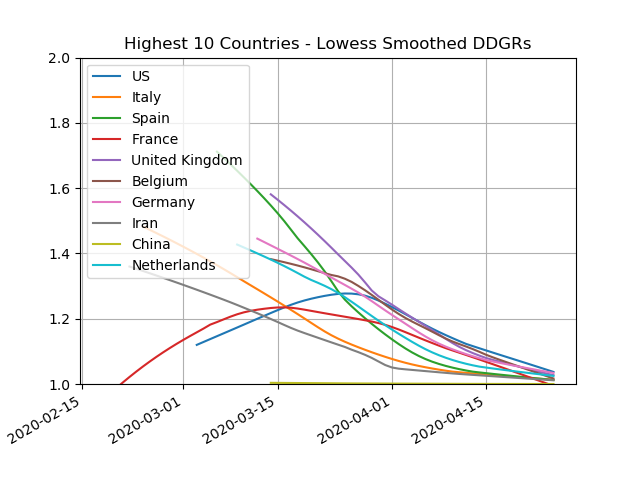 Highest 10 Countries - Lowess Smoothed DDGRs
2.0
1.8
1.6
1.4
1.2
1.0
US
Italy
Spain
France
United Kingdom
Belgium
Germany
Iran
China
Netherlands
2020-02-15
2020-03-01
2020-03-15
2020-04-01
2020-04-15